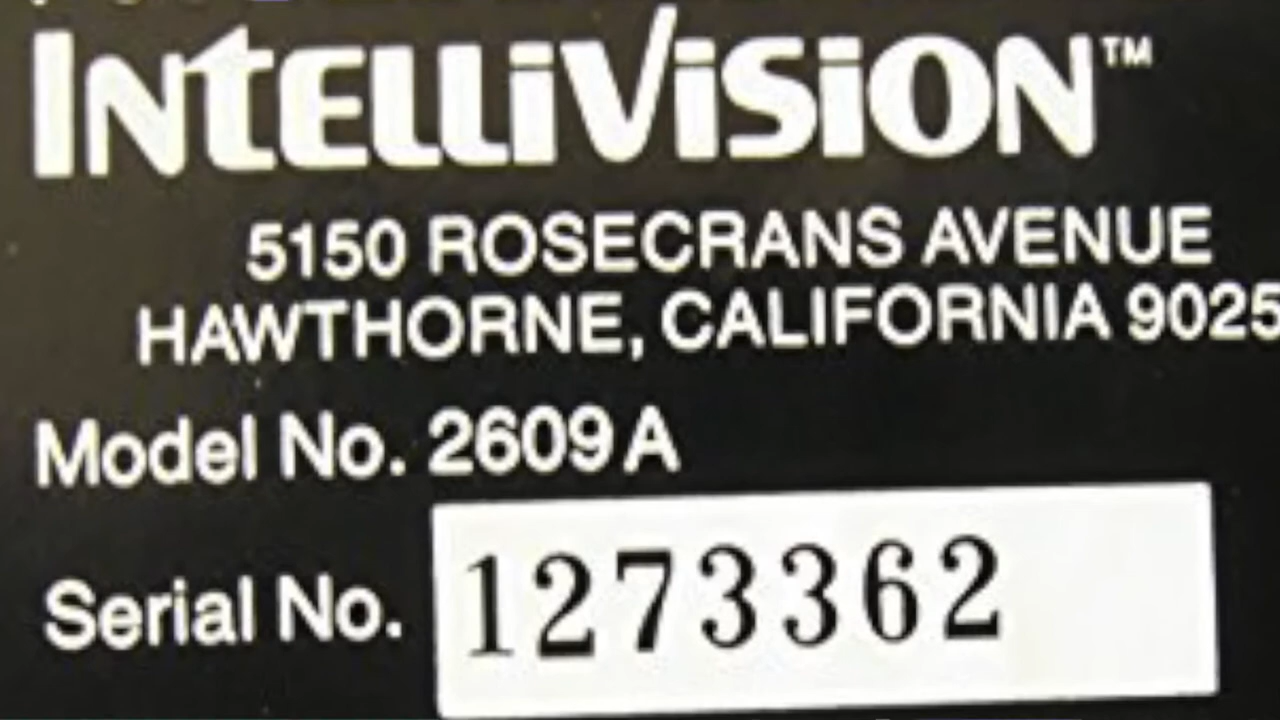 INTELLIVISION™
5150 ROSECRANS AVENUE
HAWTHORNE, CALIFORNIA 9025
Model No. 2609 A
Serial No. 1273362